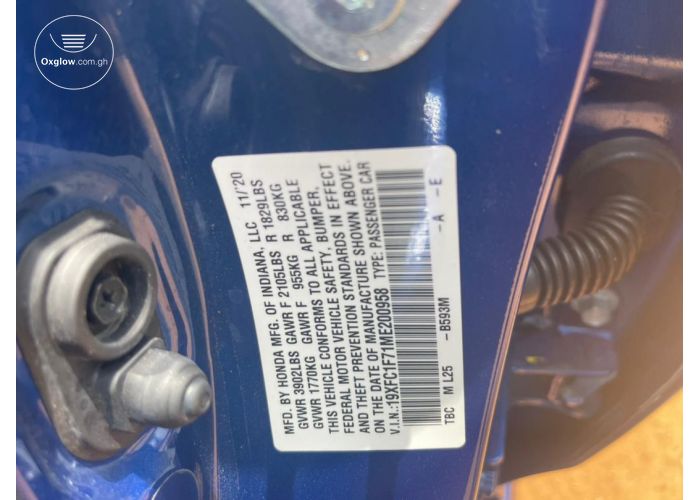 Oxglow.com.gh
MFD. BY HONDA MFG. OF INDIANA, LLC 11/'20
GVWR 3902LBS GAWR F 2105LBS R 1829LBS
GVWR 1770KG GAWR F 955KG R 830KG
THIS VEHICLE CONFORMS TO ALL APPLICABLE
FEDERAL MOTOR VEHICLE SAFETY, BUMPER,
AND THEFT PREVENTION STANDARDS IN EFFECT
ON THE DATE OF MANUFACTURE SHOWN ABOVE.
V.I.N.:19XFC1F71ME200958 TYPE: PASSENGER CAR
TBC M L25 -B593M -A -E